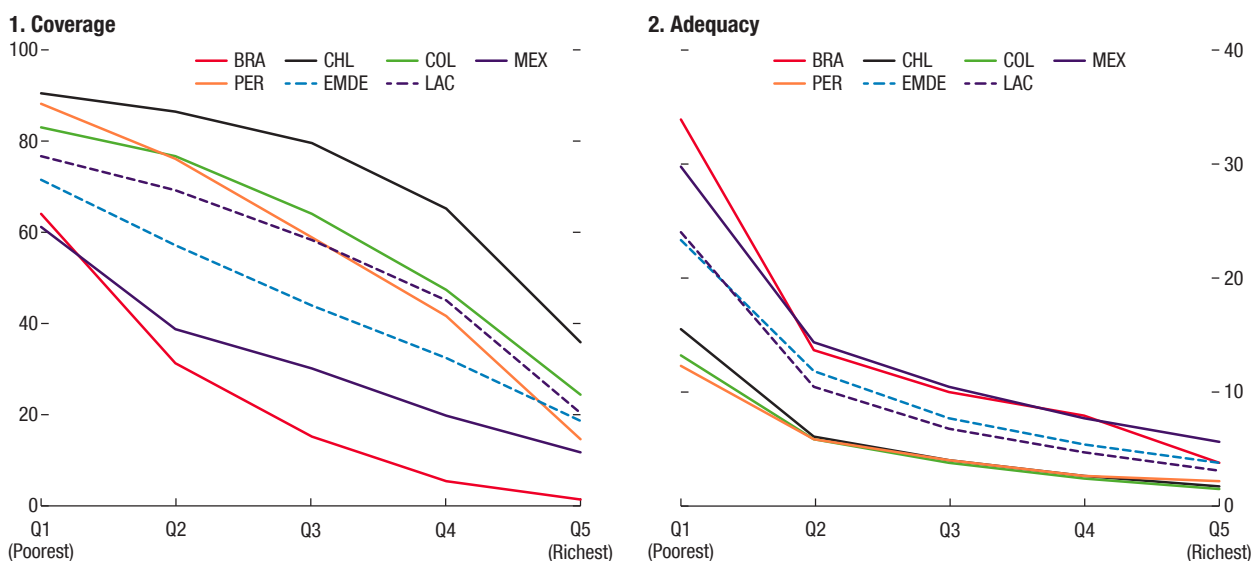 1. Coverage
100
BRA CHL COL MEX
PER EMDE LAC
80
60
40
20
0
Q1 Q2 Q3 Q4 Q5
(Poorest) (Richest)
2. Adequacy
40
BRA CHL COL MEX
PER EMDE LAC
30
20
10
0
Q1 Q2 Q3 Q4 Q5
(Poorest) (Richest)